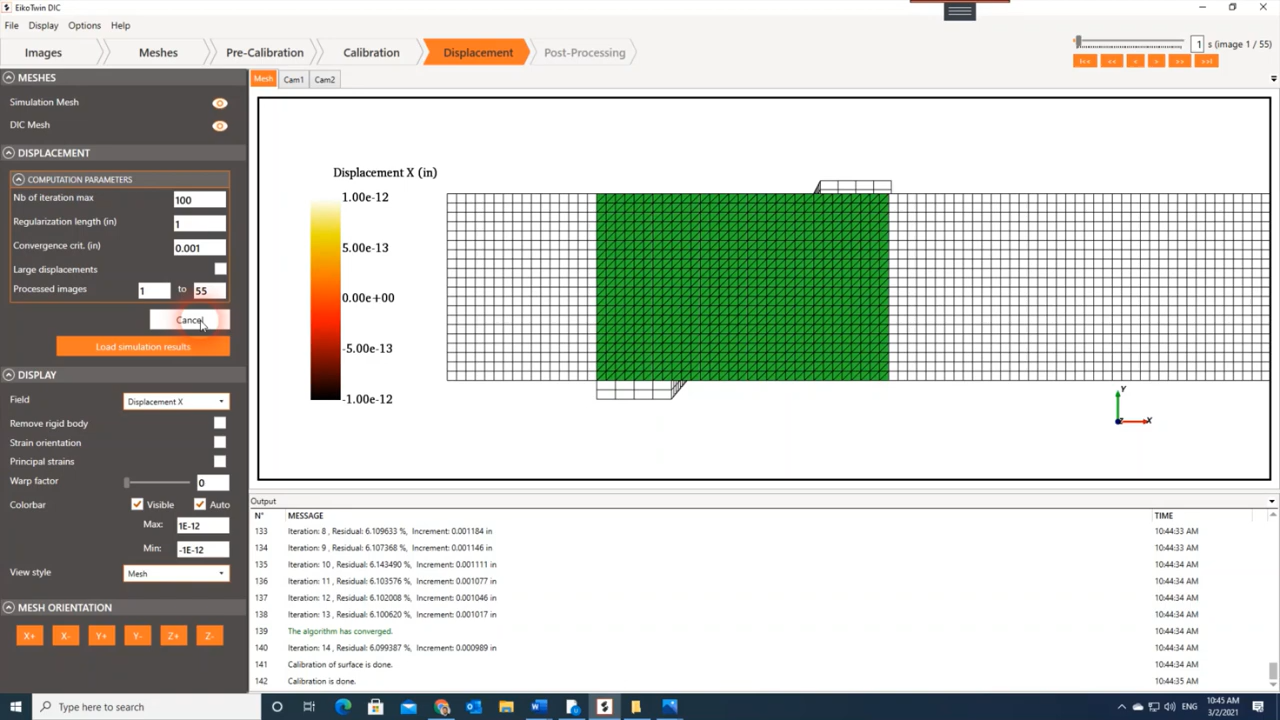 EikoTwin DIC
File Display Options Help
Images Meshes Pre-Calibration Calibration Displacement Post-Processing
1 s (image 1 / 55)
I<< << < > >> >>I
MESHES
Simulation Mesh
DIC Mesh
DISPLACEMENT
COMPUTATION PARAMETERS
Nb of iteration max 100
Regularization length (in) 1
Convergence crit. (in) 0.001
Large displacements
Processed images 1 to 55
Cancel
Load simulation results
DISPLAY
Field Displacement X
Remove rigid body
Strain orientation
Principal strains
Warp factor 0
Colorbar Visible Auto
Max: 1E-12
Min: -1E-12
View style Mesh
MESH ORIENTATION
X+ X- Y+ Y- Z+ Z-
Mesh Cam1 Cam2
Displacement X (in)
1.00e-12
5.00e-13
0.00e+00
-5.00e-13
-1.00e-12
Y
Z X
Output
N° MESSAGE TIME
133 Iteration: 8 , Residual: 6.109633 %, Increment: 0.001184 in 10:44:33 AM
134 Iteration: 9 , Residual: 6.107368 %, Increment: 0.001146 in 10:44:33 AM
135 Iteration: 10 , Residual: 6.143490 %, Increment: 0.001111 in 10:44:34 AM
136 Iteration: 11 , Residual: 6.103576 %, Increment: 0.001077 in 10:44:34 AM
137 Iteration: 12 , Residual: 6.102008 %, Increment: 0.001046 in 10:44:34 AM
138 Iteration: 13 , Residual: 6.100620 %, Increment: 0.001017 in 10:44:34 AM
139 The algorithm has converged. 10:44:34 AM
140 Iteration: 14 , Residual: 6.099387 %, Increment: 0.000989 in 10:44:34 AM
141 Calibration of surface is done. 10:44:34 AM
142 Calibration is done. 10:44:35 AM
Type here to search
ENG
10:45 AM
3/2/2021